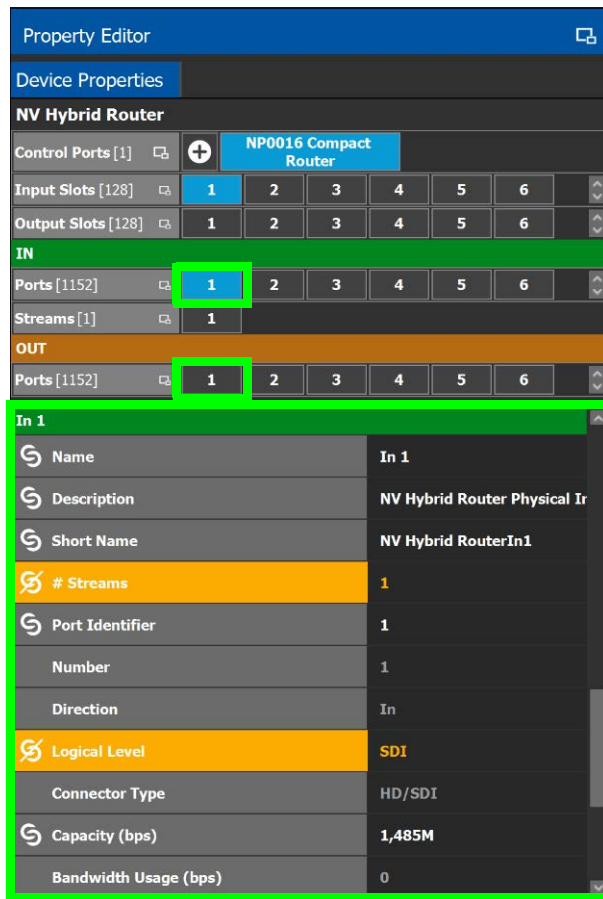 Property Editor
Device Properties
NV Hybrid Router
Control Ports [1] NP0016 Compact Router
Input Slots [128] 1 2 3 4 5 6
Output Slots [128] 1 2 3 4 5 6
IN
Ports [1152] 1 2 3 4 5 6
Streams [1] 1
OUT
Ports [1152] 1 2 3 4 5 6
In 1
Name In 1
Description NV Hybrid Router Physical Ir
Short Name NV Hybrid RouterIn1
# Streams 1
Port Identifier 1
Number 1
Direction In
Logical Level SDI
Connector Type HD/SDI
Capacity (bps) 1,485M
Bandwidth Usage (bps) 0